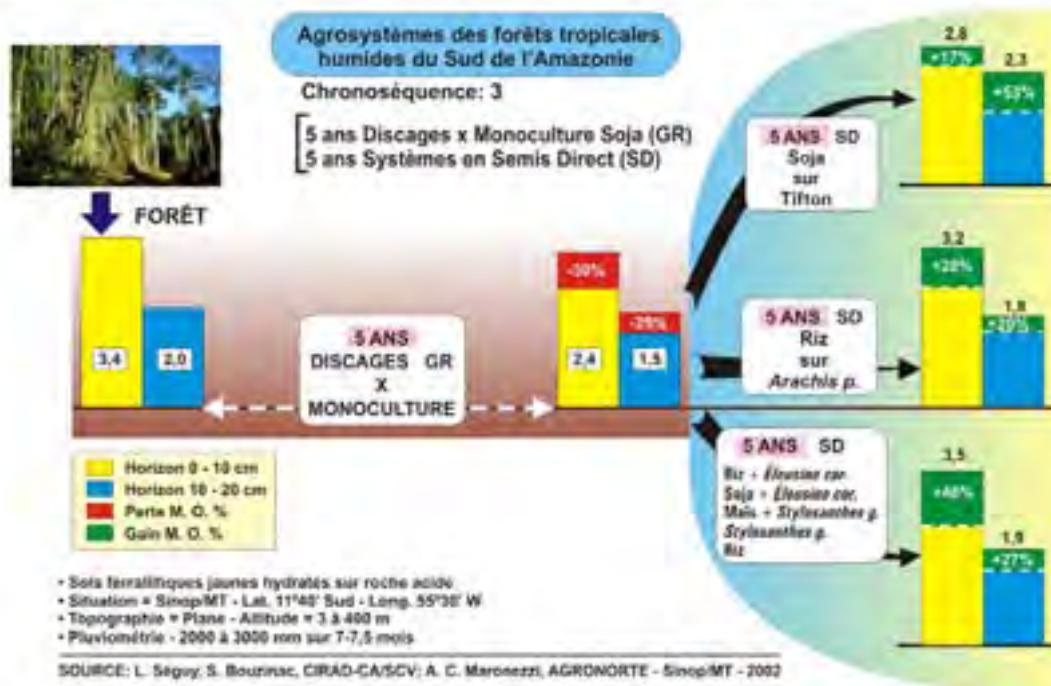 Agrosystèmes des forêts tropicales
humides du Sud de l'Amazonie
Chronoséquence: 3
5 ans Discages x Monoculture Soja (GR)
5 ans Systèmes en Semis Direct (SD)
FORÊT
3,4
2,0
5 ANS
DISCAGES GR
X
MONOCULTURE
-30%
2,4
1,5
5 ANS SD
Soja
sur
Tifton
2,8
+17%
2,3
+53%
5 ANS SD
Riz
sur
Arachis p.
3,2
1,8
+20%
5 ANS SD
Riz + Éleusine cor.
Soja + Éleusine cor.
Maïs + Stylosanthes g.
Stylosanthes g.
Riz
3,5
1,9
+27%
Horizon 0 - 10 cm
Horizon 10 - 20 cm
Perte M. O. %
Gain M. O. %
• Sols ferrallitiques jaunes hydratés sur roche acide
• Situation = Sinop/MT - Lat. 11°40' Sud - Long. 55°30' W
• Topographie = Plane - Altitude = 3 à 400 m
• Pluviométrie - 2000 à 3000 mm sur 7-7,5 mois
SOURCE: L. Séguy, S. Bouzinac, CIRAD-CA/SCV; A. C. Maronezzi, AGRONORTE - Sinop/MT - 2002